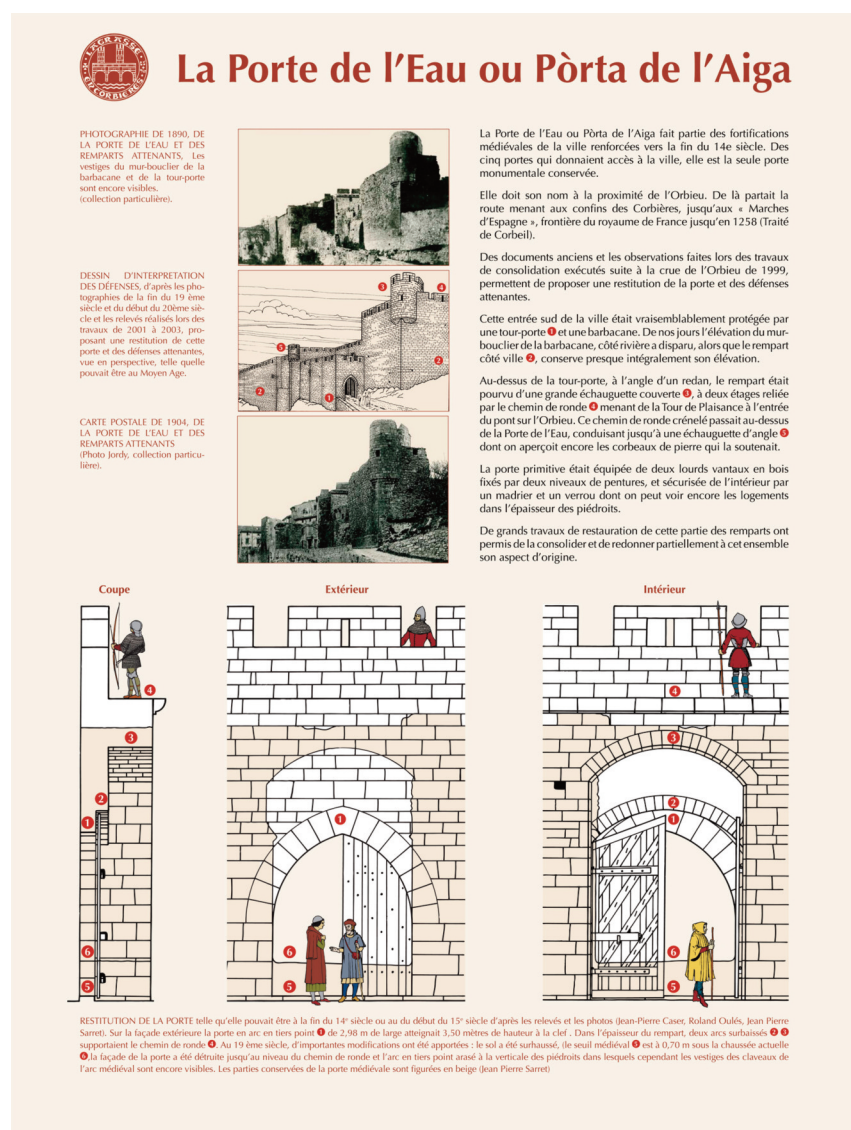 LAGRASSE
EN CORBIERES
La Porte de l'Eau ou Pòrta de l'Aiga
PHOTOGRAPHIE DE 1890, DE
LA PORTE DE L'EAU ET DES
REMPARTS ATTENANTS, Les
vestiges du mur-bouclier de la
barbacane et de la tour-porte
sont encore visibles.
(collection particulière).
DESSIN D'INTERPRETATION
DES DÉFENSES, d'après les pho-
tographies de la fin du 19 ème
siècle et du début du 20ème siè-
cle et les relevés réalisés lors des
travaux de 2001 à 2003, pro-
posant une restitution de cette
porte et des défenses attenantes,
vue en perspective, telle quelle
pouvait être au Moyen Age.
CARTE POSTALE DE 1904, DE
LA PORTE DE L'EAU ET DES
REMPARTS ATTENANTS
(Photo Jordy, collection particu-
lière).
3
4
5
2
2
1
La Porte de l'Eau ou Pòrta de l'Aiga fait partie des fortifications
médiévales de la ville renforcées vers la fin du 14e siècle. Des
cinq portes qui donnaient accès à la ville, elle est la seule porte
monumentale conservée.
Elle doit son nom à la proximité de l'Orbieu. De là partait la
route menant aux confins des Corbières, jusqu'aux « Marches
d'Espagne », frontière du royaume de France jusqu'en 1258 (Traité
de Corbeil).
Des documents anciens et les observations faites lors des travaux
de consolidation exécutés suite à la crue de l'Orbieu de 1999,
permettent de proposer une restitution de la porte et des défenses
attenantes.
Cette entrée sud de la ville était vraisemblablement protégée par
une tour-porte 1 et une barbacane. De nos jours l'élévation du mur-
bouclier de la barbacane, côté rivière a disparu, alors que le rempart
côté ville 2, conserve presque intégralement son élévation.
Au-dessus de la tour-porte, à l'angle d'un redan, le rempart était
pourvu d'une grande échauguette couverte 3, à deux étages reliée
par le chemin de ronde 4 menant de la Tour de Plaisance à l'entrée
du pont sur l'Orbieu. Ce chemin de ronde crénelé passait au-dessus
de la Porte de l'Eau, conduisant jusqu'à une échauguette d'angle 5
dont on aperçoit encore les corbeaux de pierre qui la soutenait.
La porte primitive était équipée de deux lourds vantaux en bois
fixés par deux niveaux de pentures, et sécurisée de l'intérieur par
un madrier et un verrou dont on peut voir encore les logements
dans l'épaisseur des piédroits.
De grands travaux de restauration de cette partie des remparts ont
permis de la consolider et de redonner partiellement à cet ensemble
son aspect d'origine.
Coupe
4
3
2
1
6
5
Extérieur
1
6
5
Intérieur
4
3
2
1
6
5
RESTITUTION DE LA PORTE telle qu'elle pouvait être à la fin du 14e siècle ou au du début du 15e siècle d'après les relevés et les photos (Jean-Pierre Caser, Roland Oulés, Jean Pierre
Sarret). Sur la façade extérieure la porte en arc en tiers point 1 de 2,98 m de large atteignait 3,50 mètres de hauteur à la clef . Dans l'épaisseur du rempart, deux arcs surbaissés 2 3
supportaient le chemin de ronde 4. Au 19 ème siècle, d'importantes modifications ont été apportées : le sol a été surhaussé, (le seuil médiéval 5 est à 0,70 m sous la chaussée actuelle
6,la façade de la porte a été détruite jusqu'au niveau du chemin de ronde et l'arc en tiers point arasé à la verticale des piédroits dans lesquels cependant les vestiges des claveaux de
l'arc médiéval sont encore visibles. Les parties conservées de la porte médiévale sont figurées en beige (Jean Pierre Sarret)